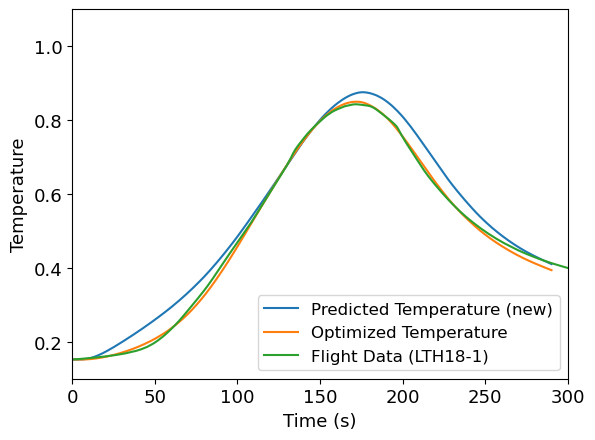 1.0
0.8
0.6
0.4
0.2
Temperature
Predicted Temperature (new)
Optimized Temperature
Flight Data (LTH18-1)
0 50 100 150 200 250 300
Time (s)